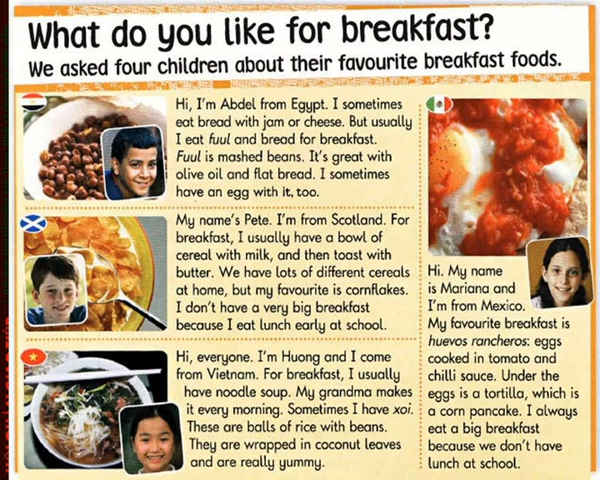 What do you like for breakfast?
We asked four children about their favourite breakfast foods.
Hi, I'm Abdel from Egypt. I sometimes
eat bread with jam or cheese. But usually
I eat fuul and bread for breakfast.
Fuul is mashed beans. It's great with
olive oil and flat bread. I sometimes
have an egg with it, too.
My name's Pete. I'm from Scotland. For
breakfast, I usually have a bowl of
cereal with milk, and then toast with
butter. We have lots of different cereals
at home, but my favourite is cornflakes.
I don't have a very big breakfast
because I eat lunch early at school.
Hi, everyone. I'm Huong and I come
from Vietnam. For breakfast, I usually
have noodle soup. My grandma makes
it every morning. Sometimes I have xoi.
These are balls of rice with beans.
They are wrapped in coconut leaves
and are really yummy.
Hi. My name
is Mariana and
I'm from Mexico.
My favourite breakfast is
huevos rancheros: eggs
cooked in tomato and
chilli sauce. Under the
eggs is a tortilla, which is
a corn pancake. I always
eat a big breakfast
because we don't have
lunch at school.